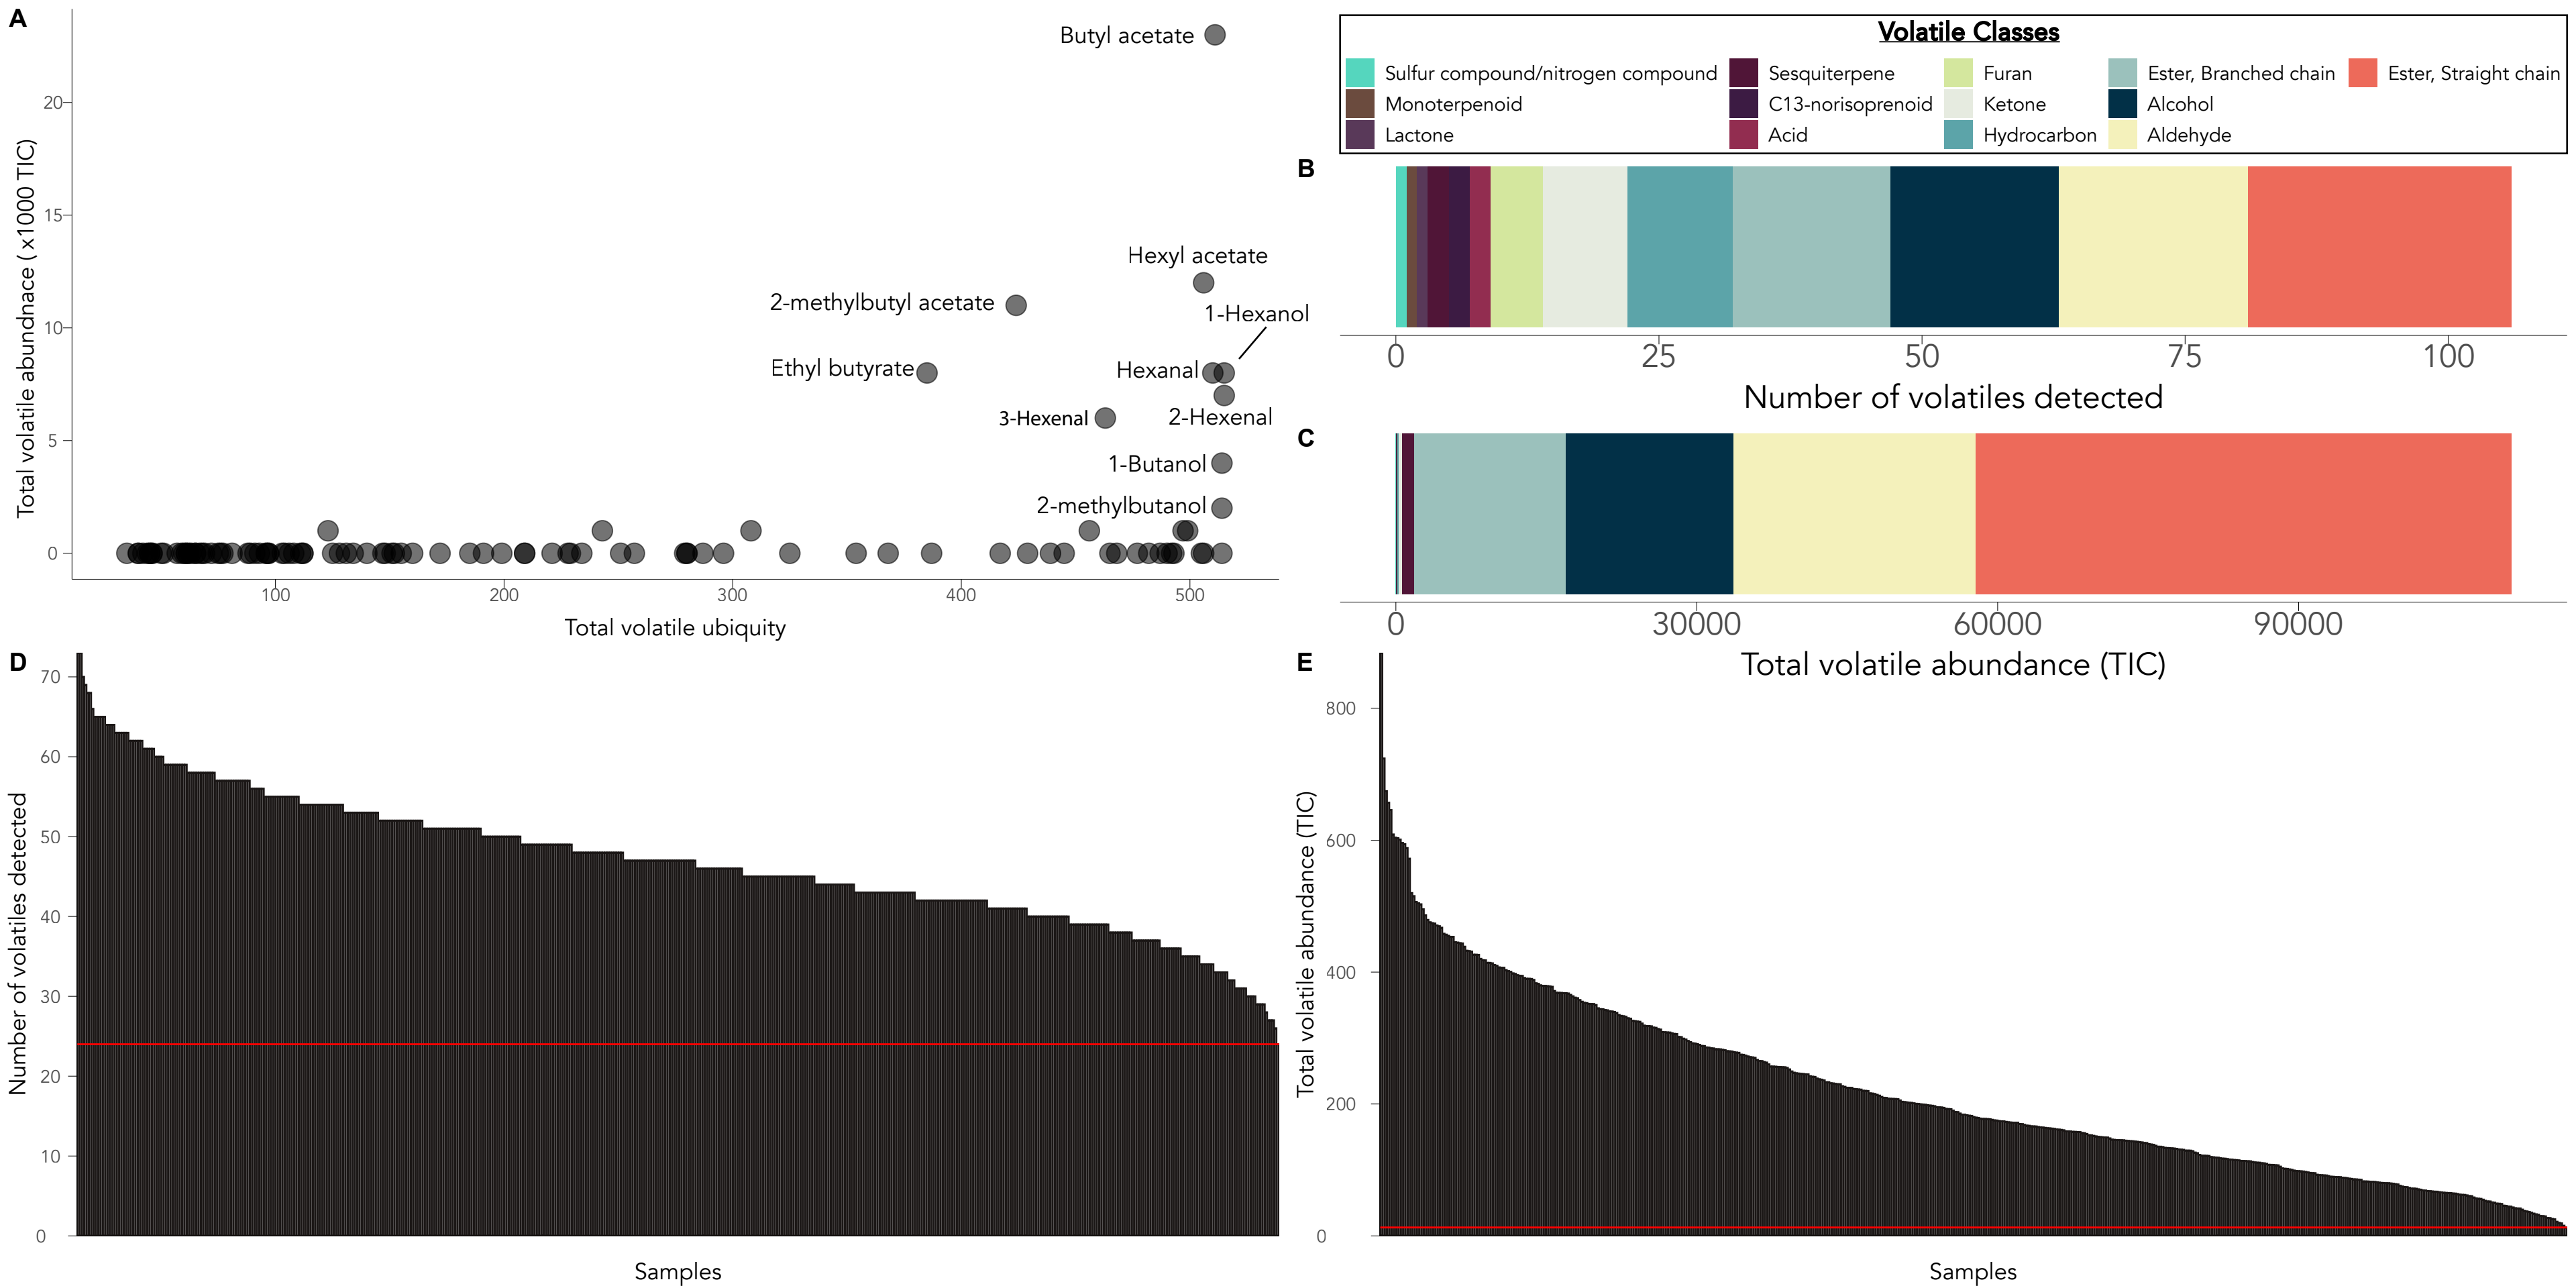 A
Total volatile abundnace ( x1000 TIC)
20
15
10
5
0
Butyl acetate
Hexyl acetate
2-methylbutyl acetate
1-Hexanol
Ethyl butyrate
Hexanal
3-Hexenal
2-Hexenal
1-Butanol
2-methylbutanol
100
200
300
400
500
Total volatile ubiquity
Volatile Classes
Sulfur compound/nitrogen compound
Monoterpenoid
Lactone
Sesquiterpene
C13-norisoprenoid
Acid
Furan
Ketone
Hydrocarbon
Ester, Branched chain
Alcohol
Aldehyde
Ester, Straight chain
B
0
25
50
75
100
Number of volatiles detected
C
0
30000
60000
90000
Total volatile abundance (TIC)
D
Number of volatiles detected
70
60
50
40
30
20
10
0
Samples
E
Total volatile abundance (TIC)
800
600
400
200
0
Samples